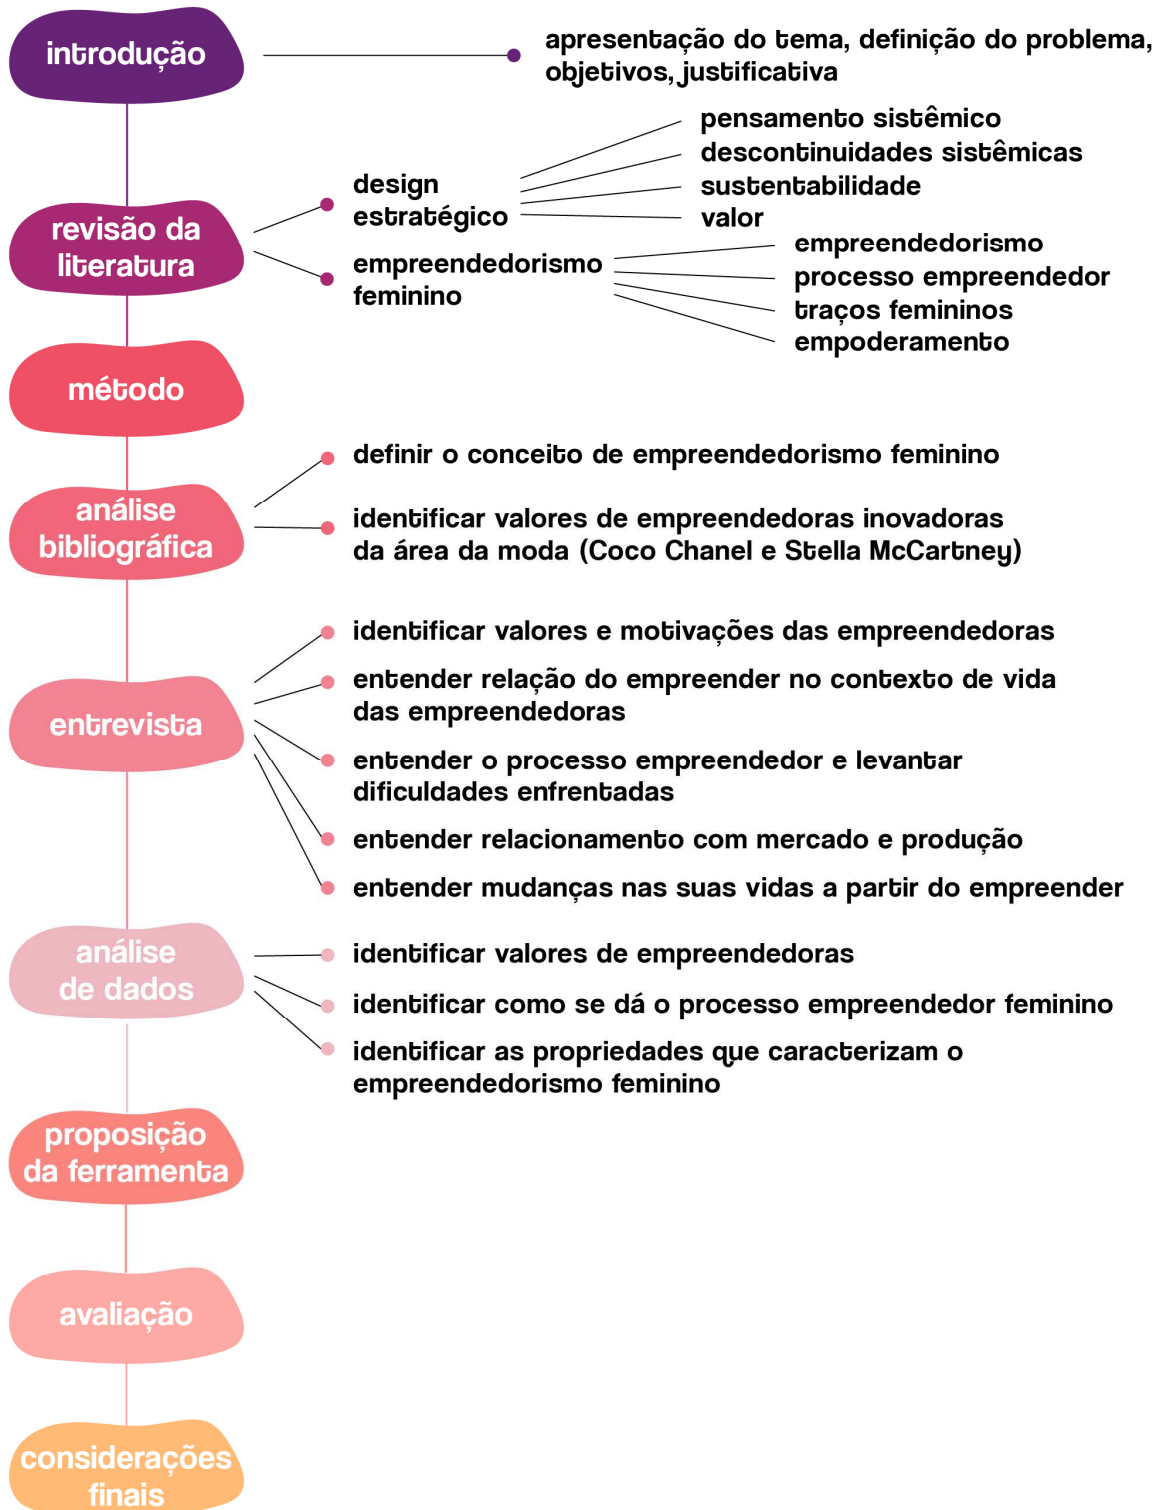 introdução
apresentação do tema, definição do problema,
objetivos, justificativa
revisão da
literatura
design
estratégico
pensamento sistêmico
descontinuidades sistêmicas
sustentabilidade
valor
empreendedorismo
feminino
empreendedorismo
processo empreendedor
traços femininos
empoderamento
método
análise
bibliográfica
definir o conceito de empreendedorismo feminino
identificar valores de empreendedoras inovadoras
da área da moda (Coco Chanel e Stella McCartney)
entrevista
identificar valores e motivações das empreendedoras
entender relação do empreender no contexto de vida
das empreendedoras
entender o processo empreendedor e levantar
dificuldades enfrentadas
entender relacionamento com mercado e produção
entender mudanças nas suas vidas a partir do empreender
análise
de dados
identificar valores de empreendedoras
identificar como se dá o processo empreendedor feminino
identificar as propriedades que caracterizam o
empreendedorismo feminino
proposição
da ferramenta
avaliação
considerações
finais